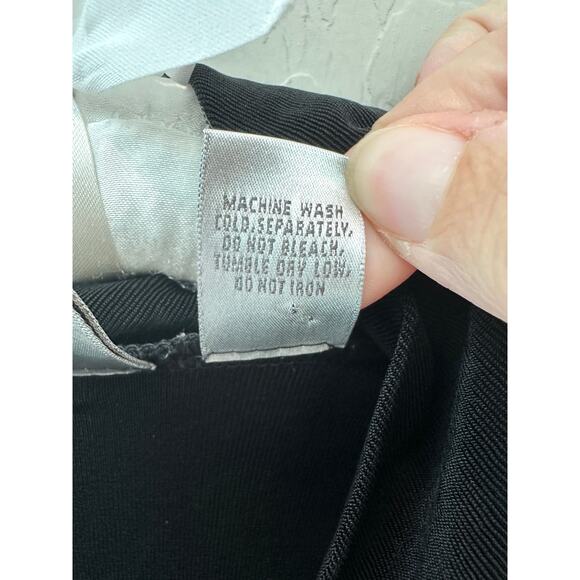 MACHINE WASH
COLD, SEPARATELY,
DO NOT BLEACH,
TUMBLE DRY LOW,
DO NOT IRON